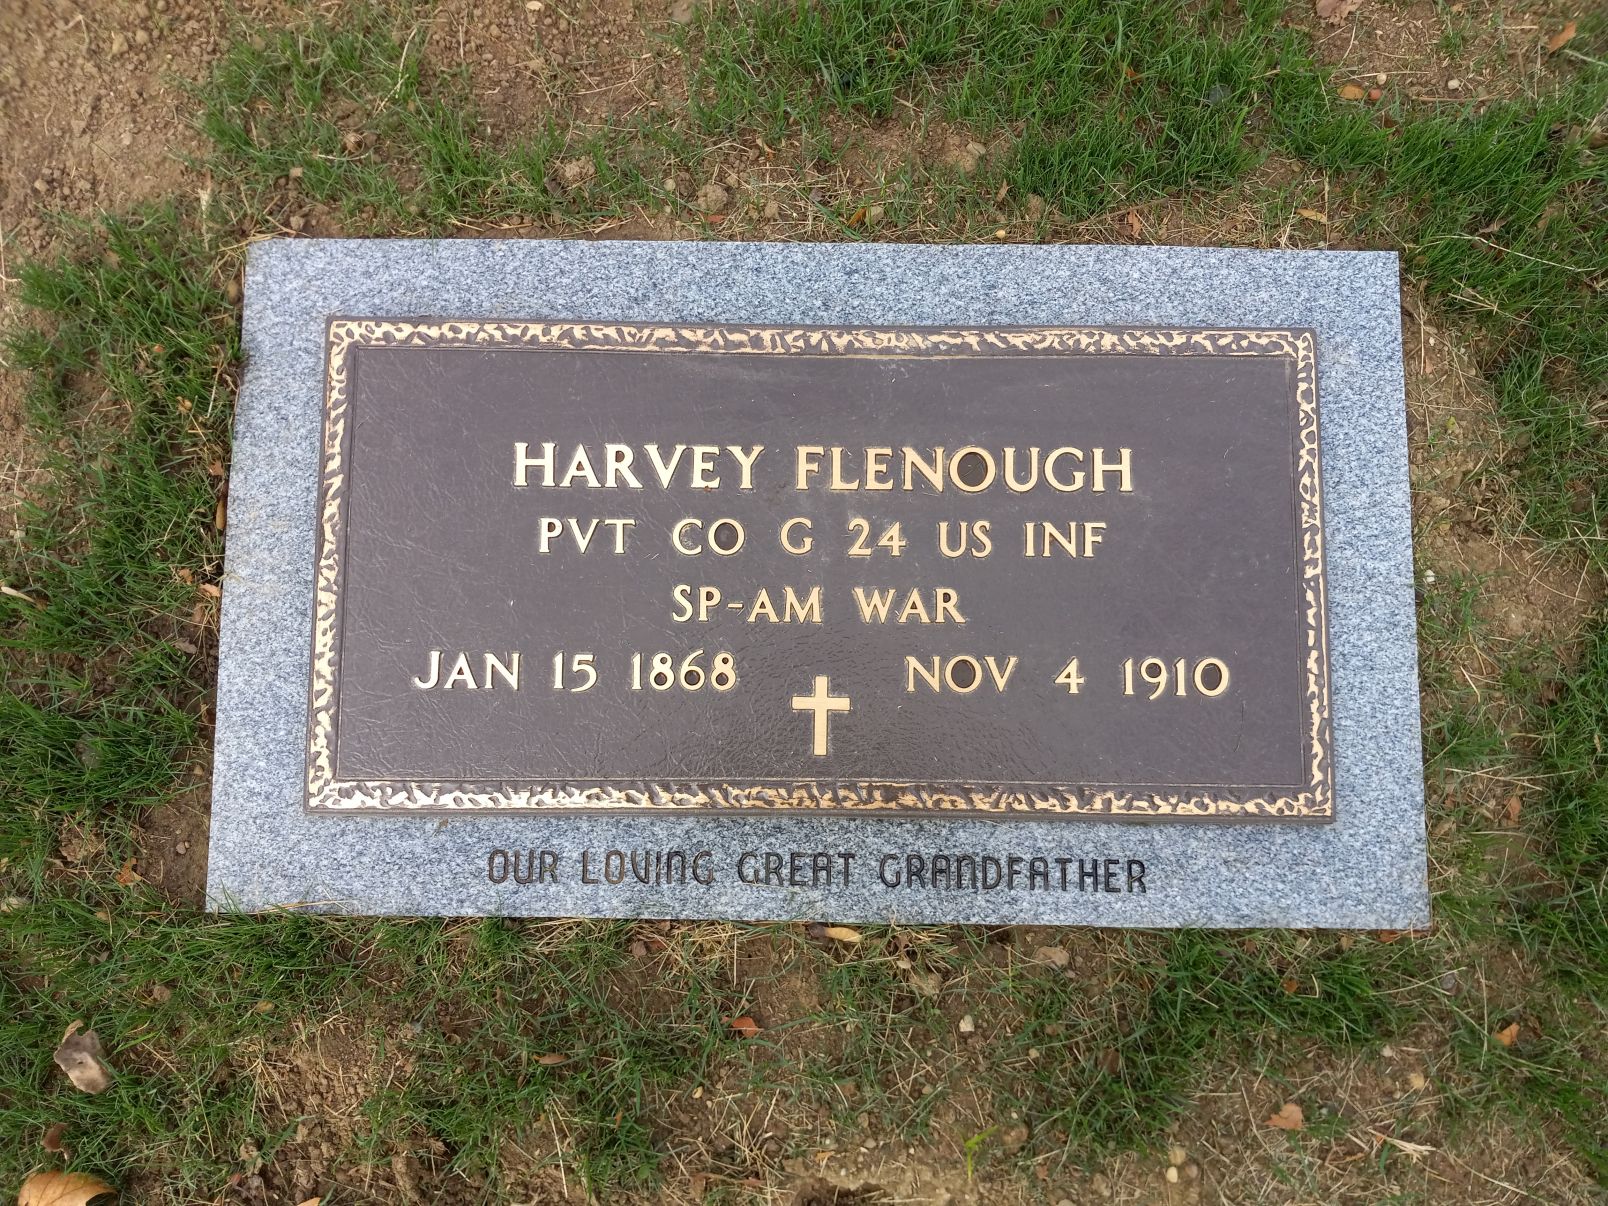 HARVEY FLENOUGH
PVT CO G 24 US INF
SP-AM WAR
JAN 15 1868 NOV 4 1910
OUR LOVING GREAT GRANDFATHER